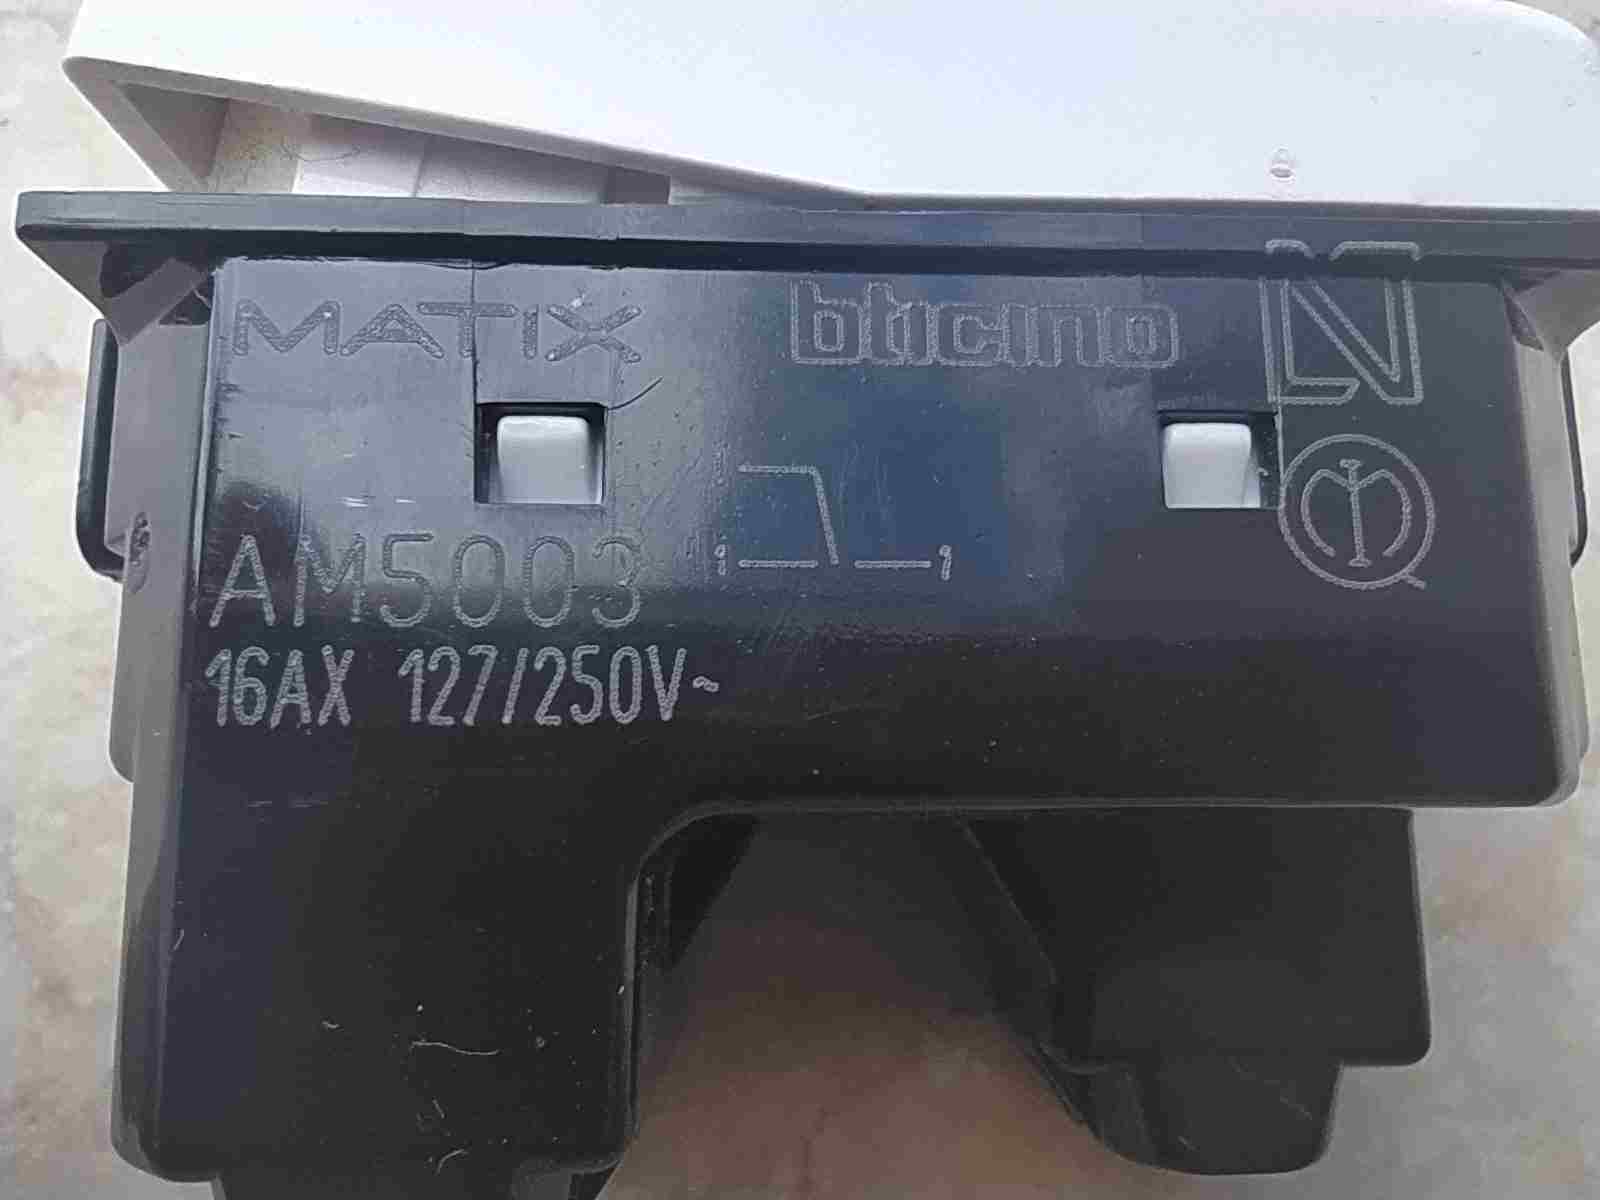 MATIX bticino N
AM5003
16AX 127/250V~